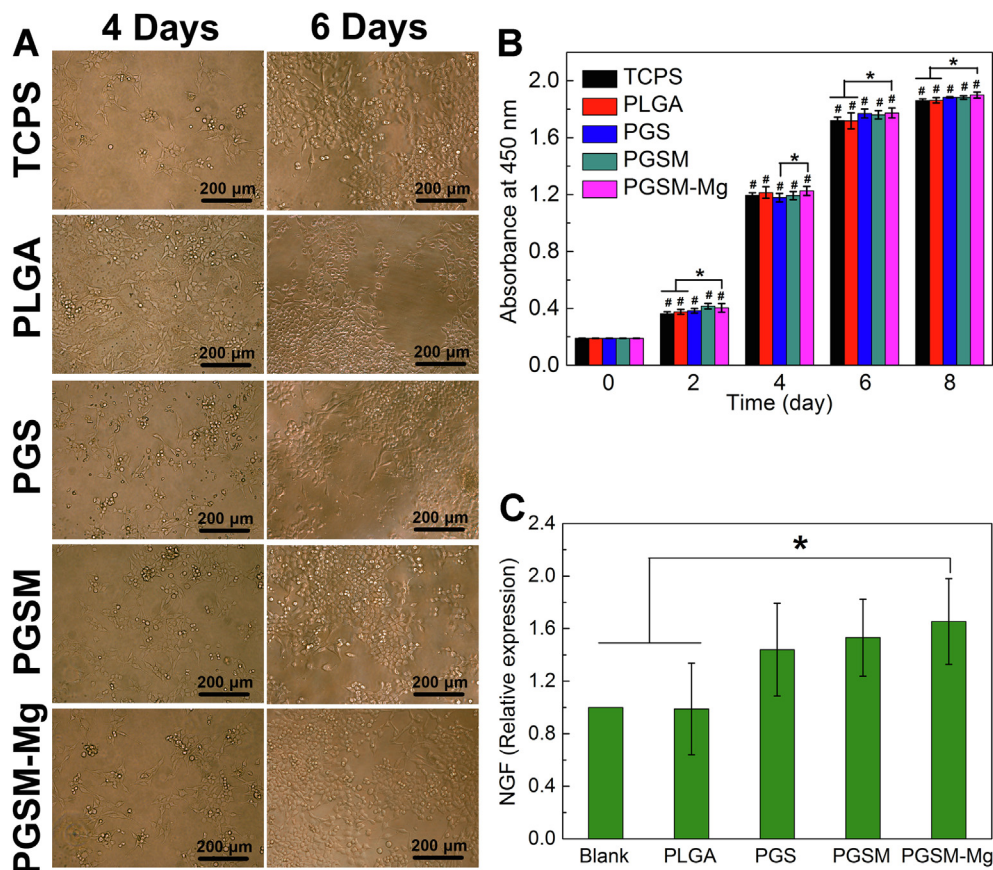 A
4 Days
6 Days
TCPS
200 μm
200 μm
PLGA
200 μm
200 μm
PGS
200 μm
200 μm
PGSM
200 μm
200 μm
PGSM-Mg
200 μm
200 μm
B
Absorbance at 450 nm
2.0
1.6
1.2
0.8
0.4
0.0
TCPS
PLGA
PGS
PGSM
PGSM-Mg
* * * *
# # # # #
# # # # #
# # # # #
# # # # #
0 2 4 6 8
Time (day)
C
NGF (Relative expression)
2.4
2.0
1.6
1.2
0.8
0.4
0.0
*
Blank PLGA PGS PGSM PGSM-Mg